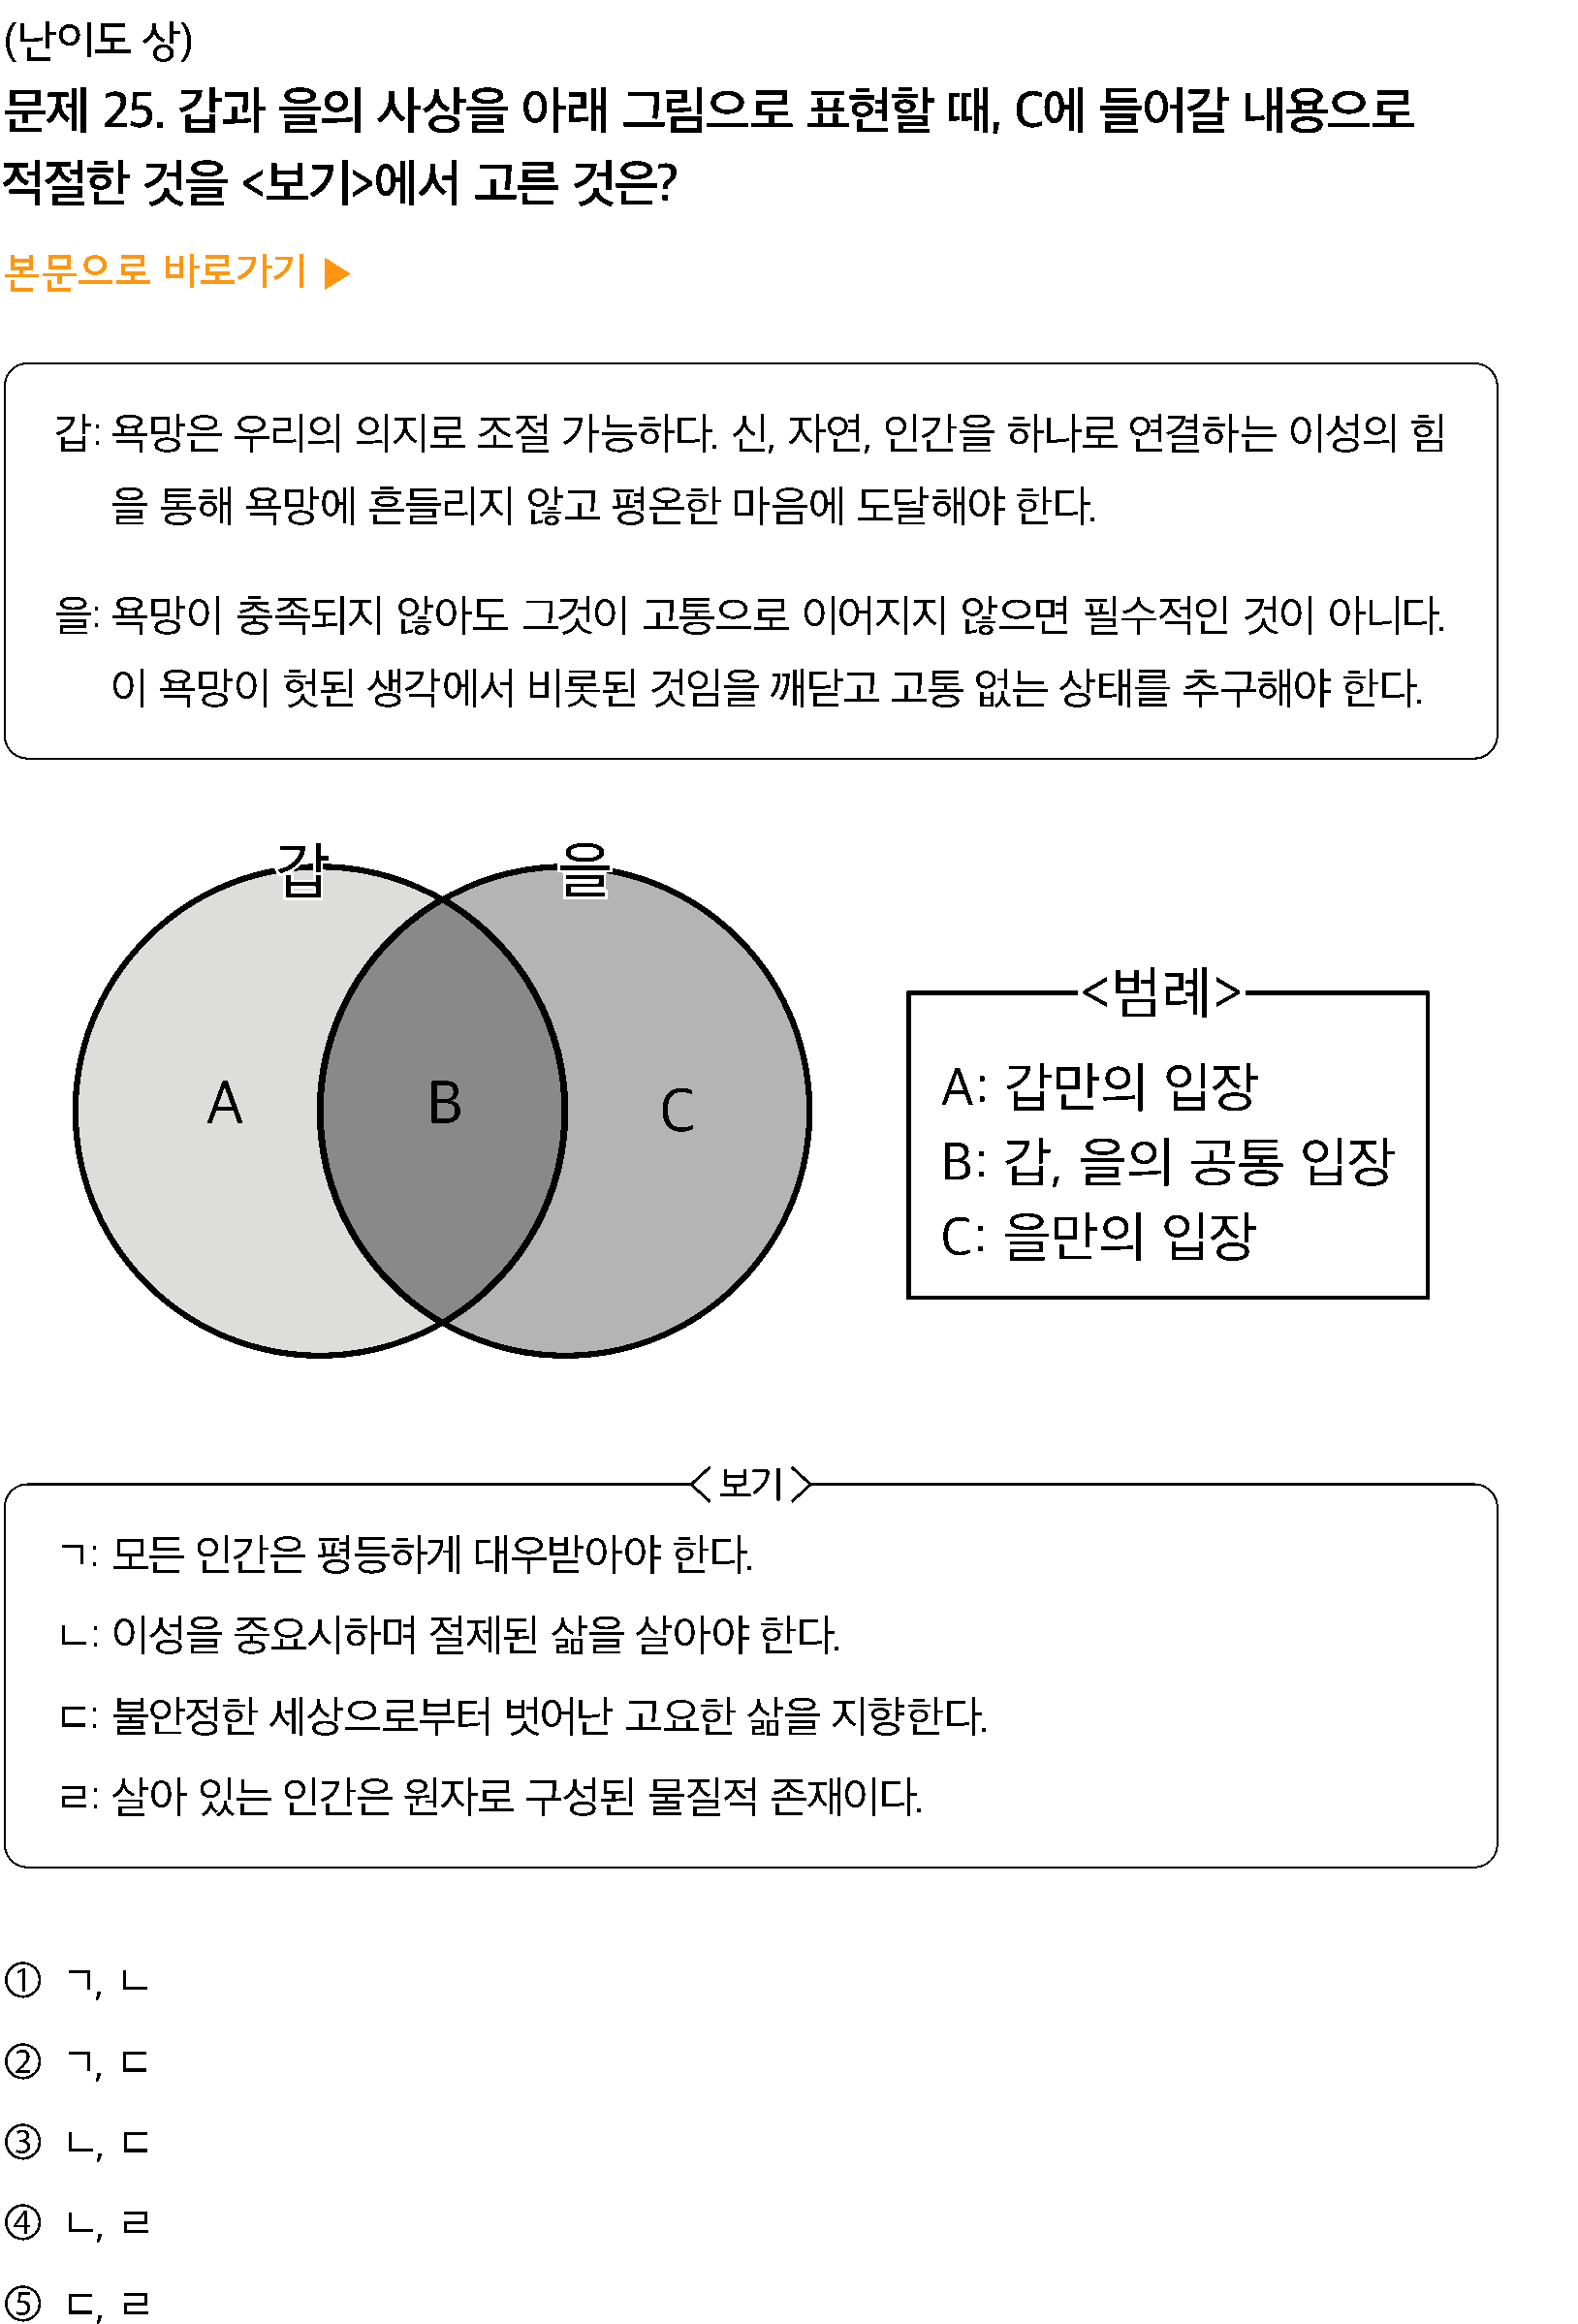 (난이도 상)
문제 25. 갑과 을의 사상을 아래 그림으로 표현할 때, C에 들어갈 내용으로
적절한 것을 <보기>에서 고른 것은?
본문으로 바로가기 ▶
갑: 욕망은 우리의 의지로 조절 가능하다. 신, 자연, 인간을 하나로 연결하는 이성의 힘
을 통해 욕망에 흔들리지 않고 평온한 마음에 도달해야 한다.
을: 욕망이 충족되지 않아도 그것이 고통으로 이어지지 않으면 필수적인 것이 아니다.
이 욕망이 헛된 생각에서 비롯된 것임을 깨닫고 고통 없는 상태를 추구해야 한다.
갑 을
A B C
<범례>
A: 갑만의 입장
B: 갑, 을의 공통 입장
C: 을만의 입장
<보기>
ㄱ: 모든 인간은 평등하게 대우받아야 한다.
ㄴ: 이성을 중요시하며 절제된 삶을 살아야 한다.
ㄷ: 불안정한 세상으로부터 벗어난 고요한 삶을 지향한다.
ㄹ: 살아 있는 인간은 원자로 구성된 물질적 존재이다.
① ㄱ, ㄴ
② ㄱ, ㄷ
③ ㄴ, ㄷ
④ ㄴ, ㄹ
⑤ ㄷ, ㄹ